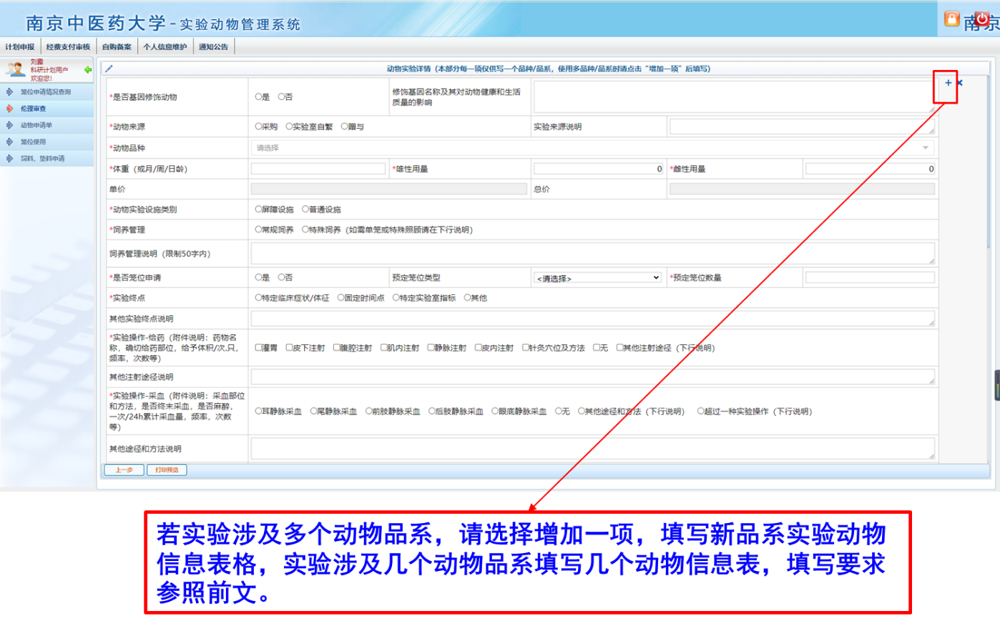 南京中医药大学-实验动物管理系统
南京
计划申报 经费支付审核 自购备案 个人信息维护 通知公告
刘露
科研计划用户
欢迎您!
笼位申请情况查询
伦理审查
动物申请单
笼位使用
饲料、垫料申请
动物实验详情（本部分每一项仅供写一个品种/品系，使用多品种/品系时请点击“增加一项”后填写）
*是否基因修饰动物 是 否 修饰基因名称及其对动物健康和生活
质量的影响
*动物来源 采购 实验室自繁 赠与 实验来源说明
*动物品种 请选择
*体重（或月/周/日龄） *雄性用量 0 *雌性用量 0
单价 总价
*动物实验设施类别 屏障设施 普通设施
*饲养管理 常规饲养 特殊饲养（如需单笼或特殊照顾请在下行说明）
饲养管理说明（限制50字内）
*是否笼位申请 是 否 预定笼位类型 <请选择> *预定笼位数量
*实验终点 特定临床症状/体征 固定时间点 特定实验室指标 其他
其他实验终点说明
*实验操作-给药（附件说明：药物名
称，确切给药部位，给予体积/次.只，
频率，次数等） 灌胃 皮下注射 腹腔注射 肌内注射 静脉注射 皮内注射 针灸穴位及方法 无 其他注射途径（下行说明）
其他注射途径说明
*实验操作-采血（附件说明：采血部位
和方法，是否终末采血，是否麻醉，
一次/24h累计采血量，频率，次数
等） 耳静脉采血 尾静脉采血 前肢静脉采血 后肢静脉采血 眼底静脉采血 无 其他途径和方法（下行说明） 超过一种实验操作（下行说明）
其他途径和方法说明
上一步 打印预览
若实验涉及多个动物品系，请选择增加一项，填写新品系实验动物
信息表格，实验涉及几个动物品系填写几个动物信息表，填写要求
参照前文。